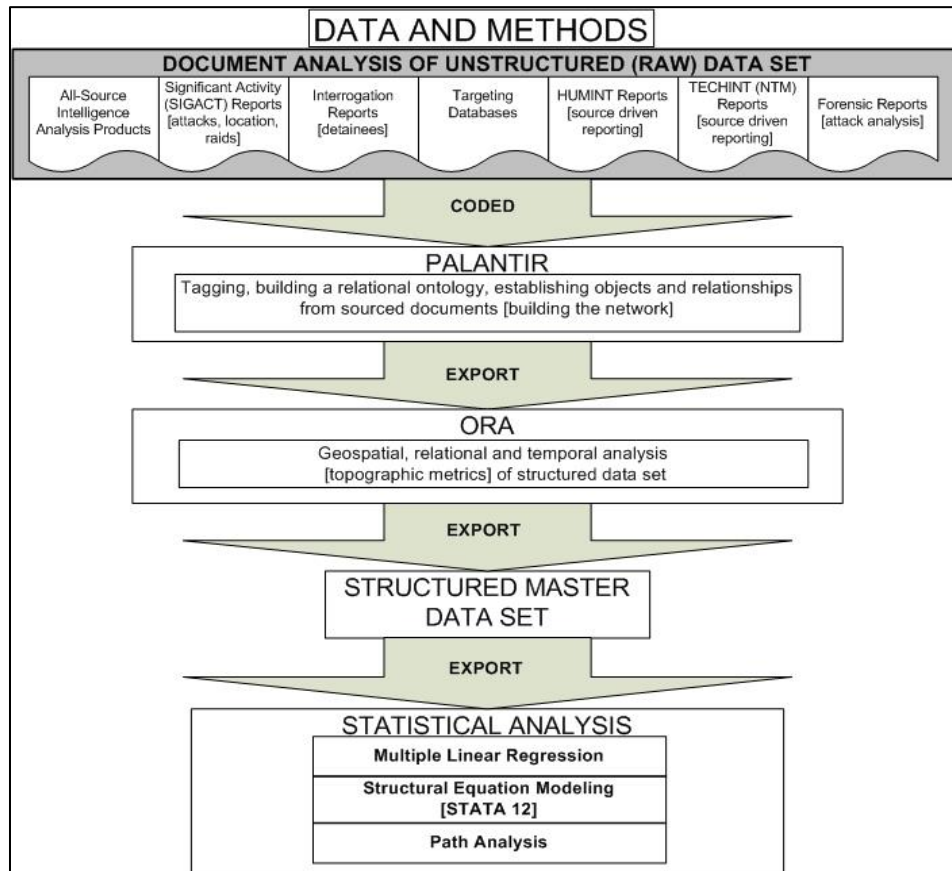 DATA AND METHODS
DOCUMENT ANALYSIS OF UNSTRUCTURED (RAW) DATA SET
All-Source
Intelligence
Analysis Products
Significant Activity
(SIGACT) Reports
[attacks, location,
raids]
Interrogation
Reports
[detainees]
Targeting
Databases
HUMINT Reports
[source driven
reporting]
TECHINT (NTM)
Reports
[source driven
reporting]
Forensic Reports
[attack analysis]
CODED
PALANTIR
Tagging, building a relational ontology, establishing objects and relationships
from sourced documents [building the network]
EXPORT
ORA
Geospatial, relational and temporal analysis
[topographic metrics] of structured data set
EXPORT
STRUCTURED MASTER
DATA SET
EXPORT
STATISTICAL ANALYSIS
Multiple Linear Regression
Structural Equation Modeling
[STATA 12]
Path Analysis